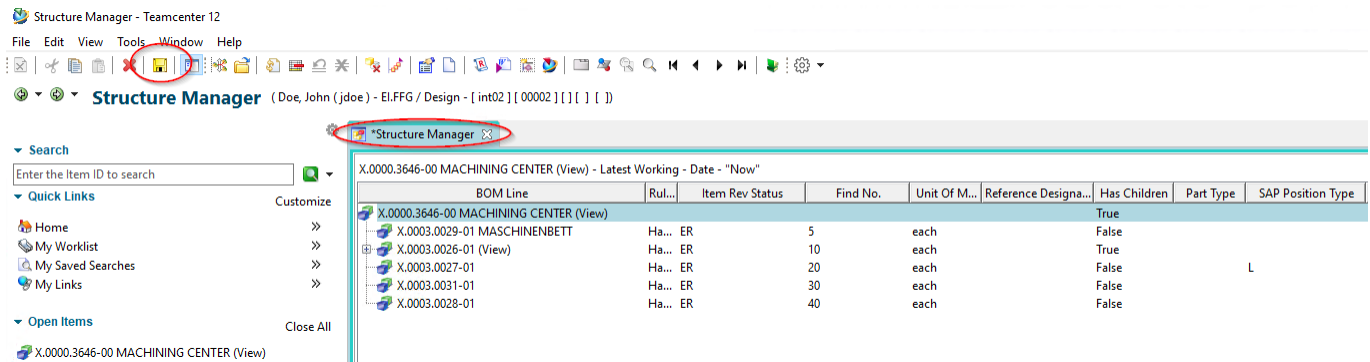 Structure Manager - Teamcenter 12
File Edit View Tools Window Help
Structure Manager ( Doe, John ( jdoe ) - EI.FFG / Design - [ int02 ] [ 00002 ] [ ] [ ] [ ])
*Structure Manager
Search
Enter the Item ID to search
Quick Links
Customize
Home
My Worklist
My Saved Searches
My Links
Open Items
Close All
X.0000.3646-00 MACHINING CENTER (View)
X.0000.3646-00 MACHINING CENTER (View) - Latest Working - Date - "Now"
BOM Line Rul... Item Rev Status Find No. Unit Of M... Reference Designa... Has Children Part Type SAP Position Type
X.0000.3646-00 MACHINING CENTER (View) True
X.0003.0029-01 MASCHINENBETT Ha... ER 5 each False
X.0003.0026-01 (View) Ha... ER 10 each True
X.0003.0027-01 Ha... ER 20 each False L
X.0003.0031-01 Ha... ER 30 each False
X.0003.0028-01 Ha... ER 40 each False